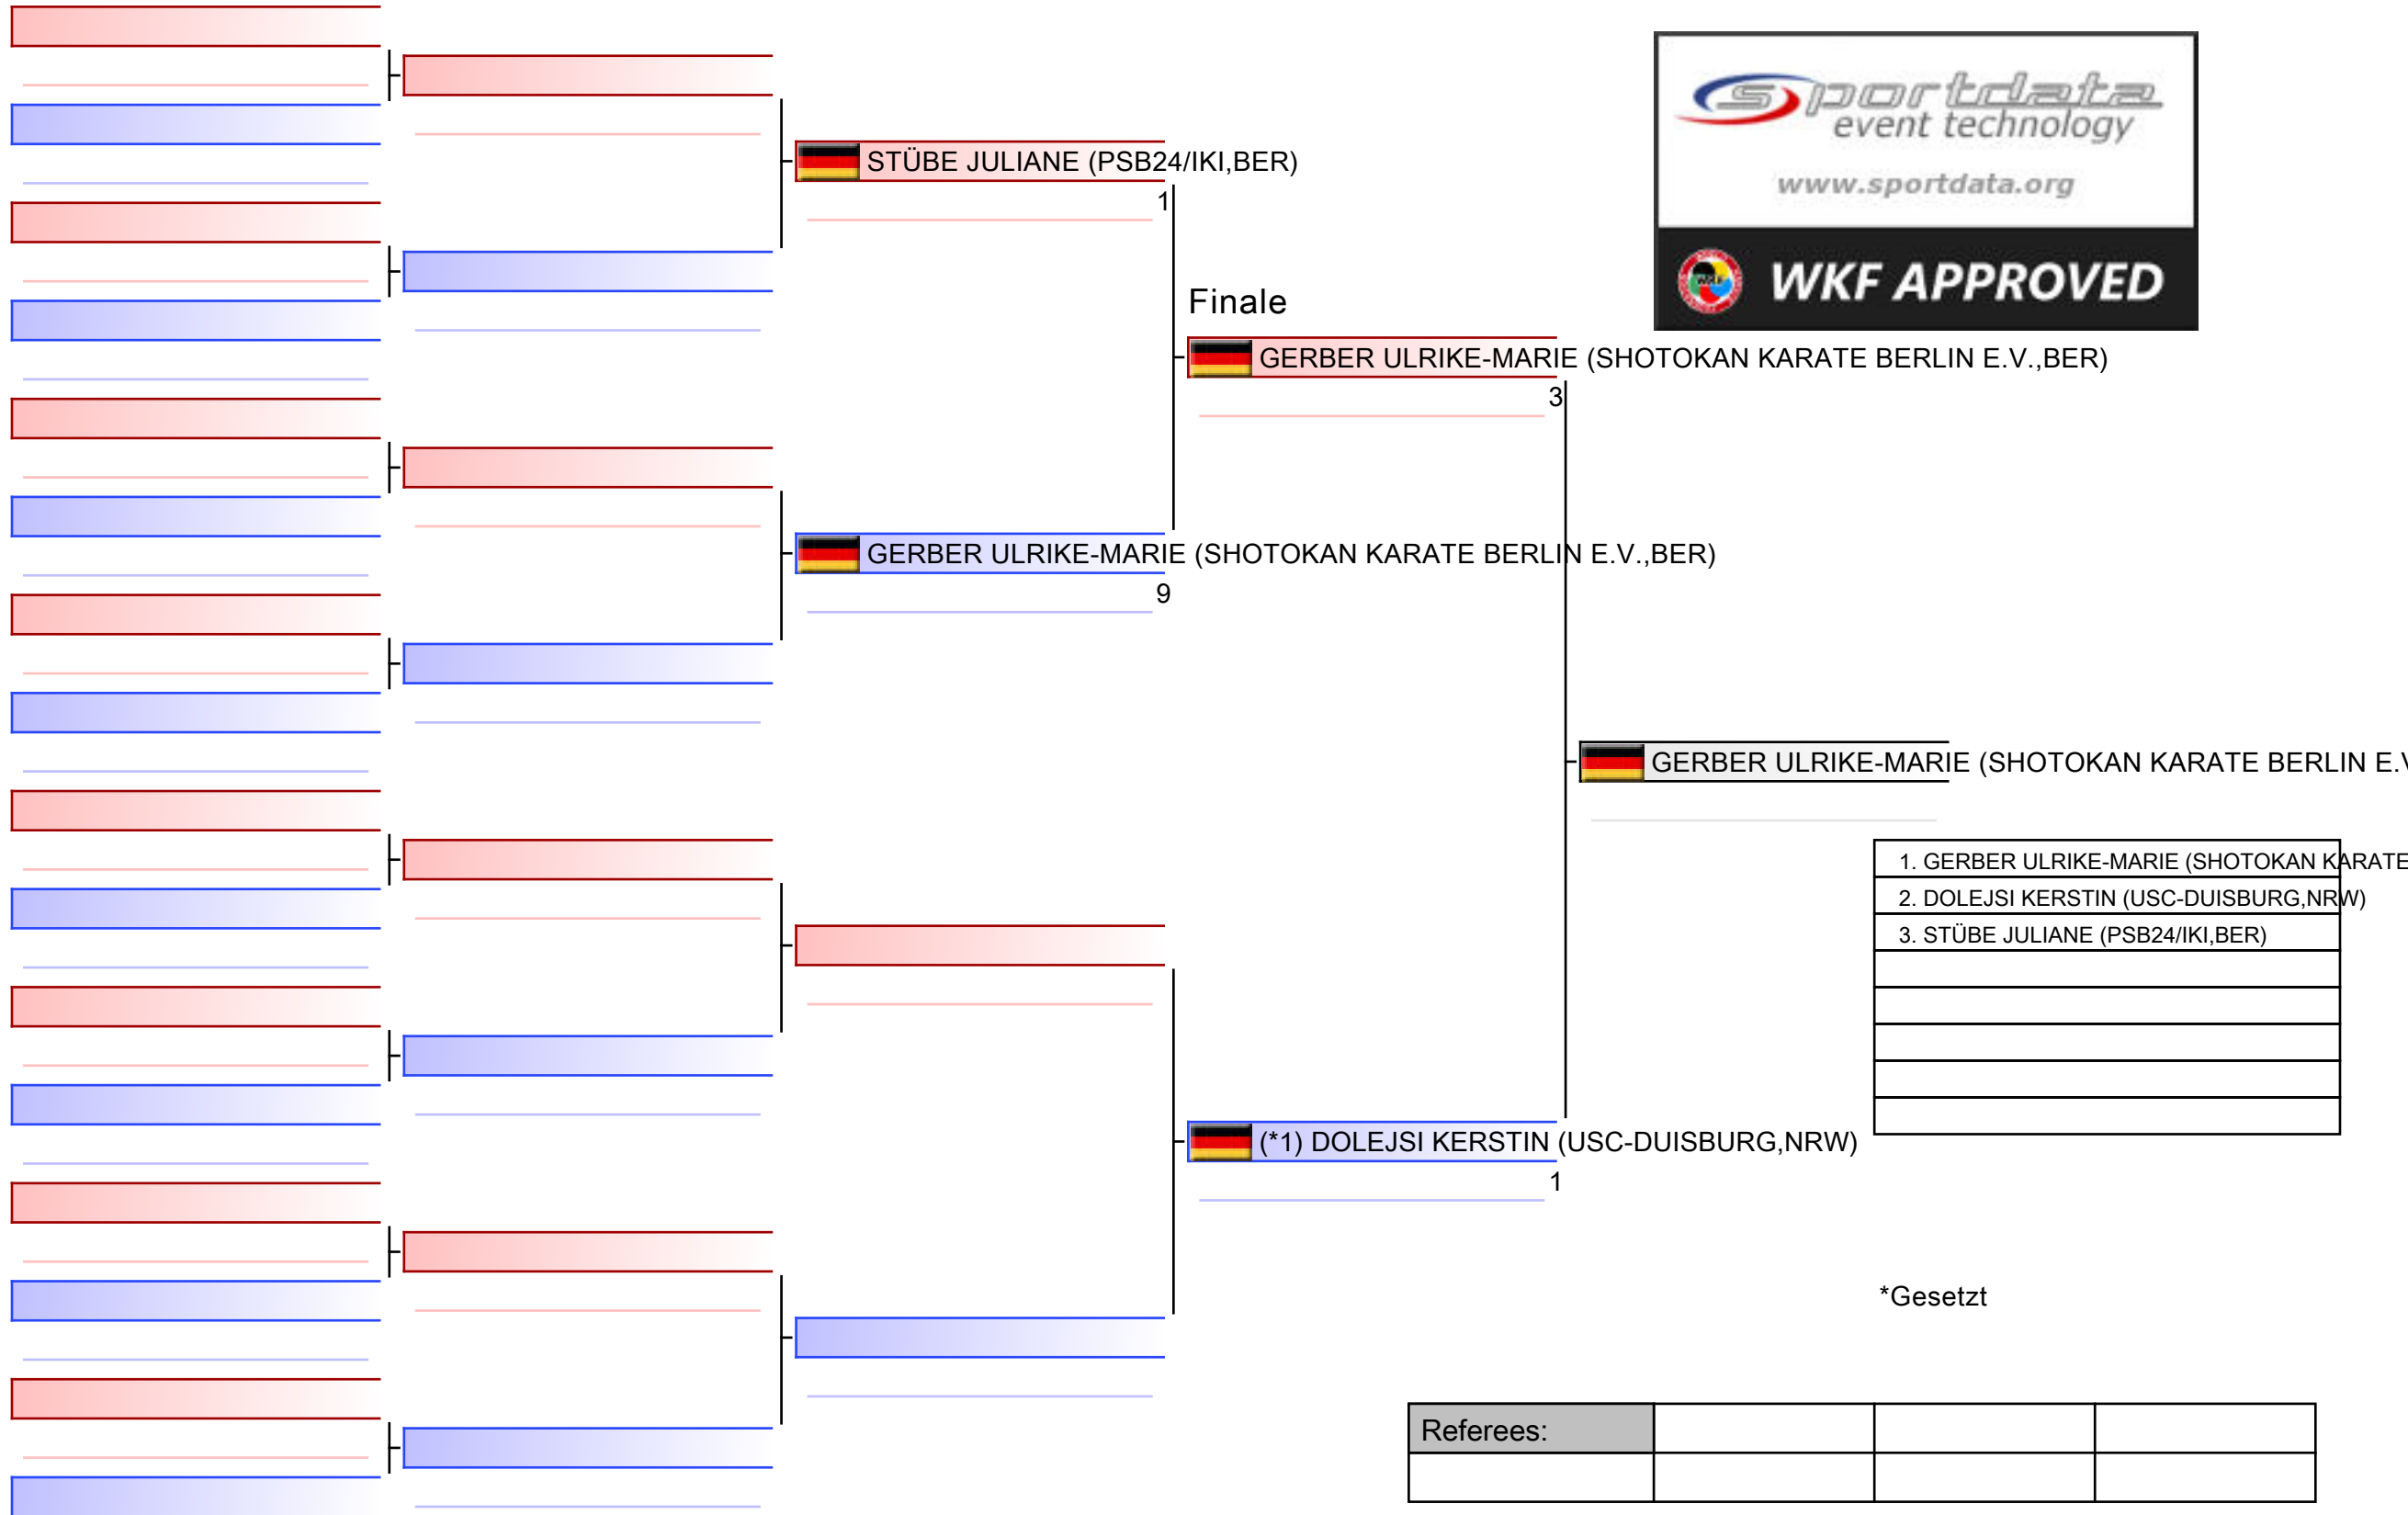 sportdata
event technology
www.sportdata.org
WKF
WKF APPROVED
STÜBE JULIANE (PSB24/IKI,BER)
1
Finale
GERBER ULRIKE-MARIE (SHOTOKAN KARATE BERLIN E.V.,BER)
3
GERBER ULRIKE-MARIE (SHOTOKAN KARATE BERLIN E.V.,BER)
9
GERBER ULRIKE-MARIE (SHOTOKAN KARATE BERLIN E.V
1. GERBER ULRIKE-MARIE (SHOTOKAN KARATE
2. DOLEJSI KERSTIN (USC-DUISBURG,NRW)
3. STÜBE JULIANE (PSB24/IKI,BER)
(*1) DOLEJSI KERSTIN (USC-DUISBURG,NRW)
1
*Gesetzt
Referees: